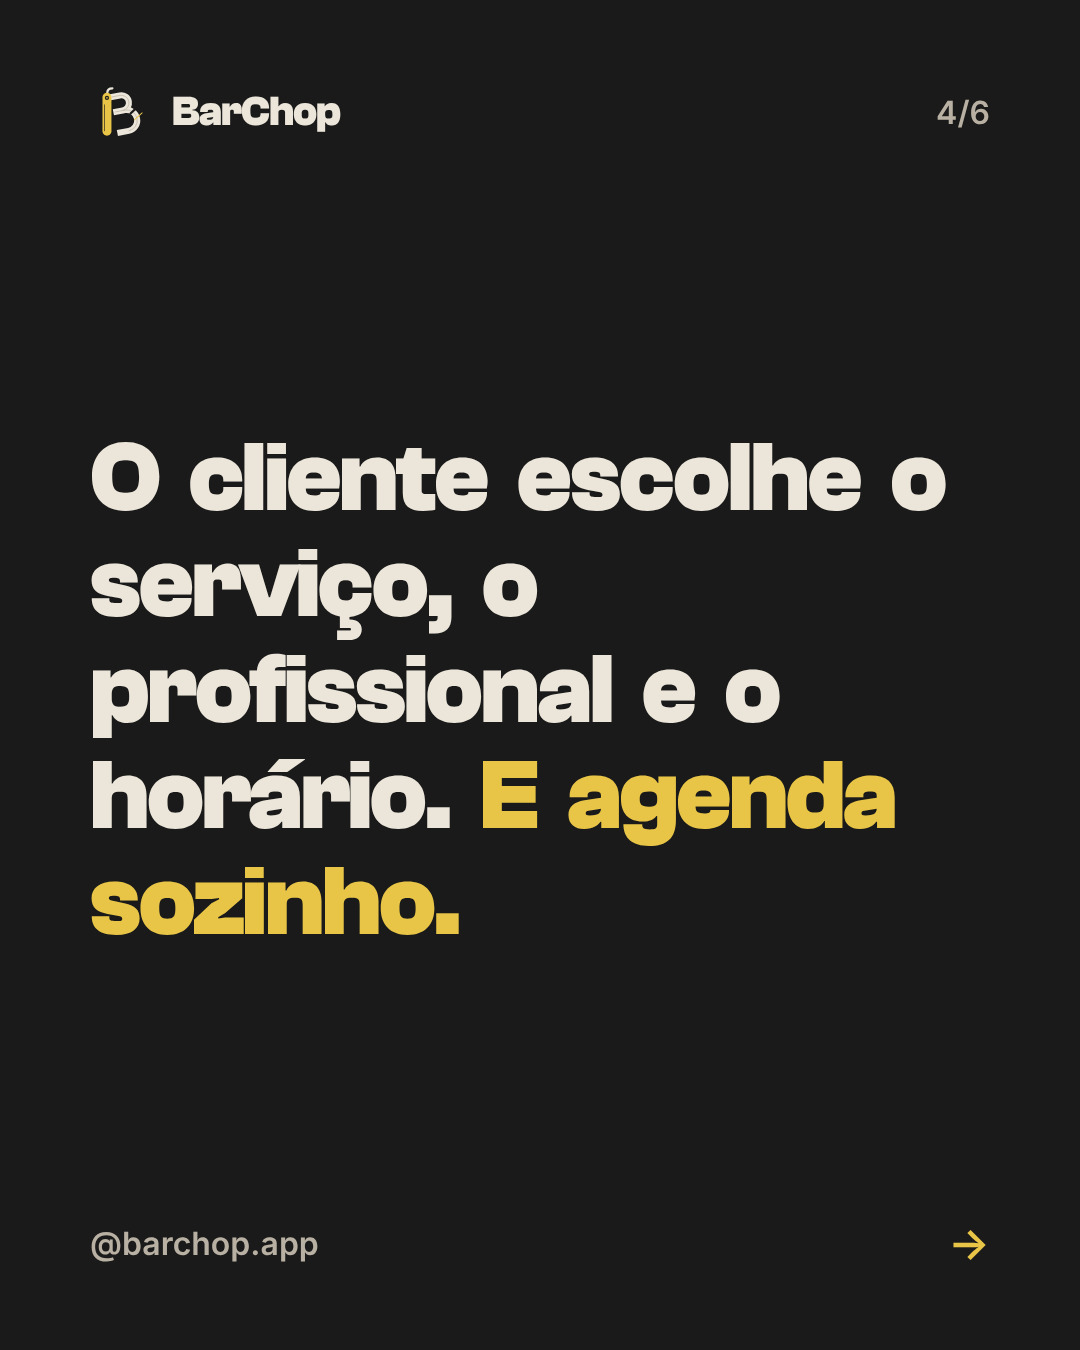 BarChop
4/6
O cliente escolhe o
serviço, o
profissional e o
horário. E agenda
sozinho.
@barchop.app
→